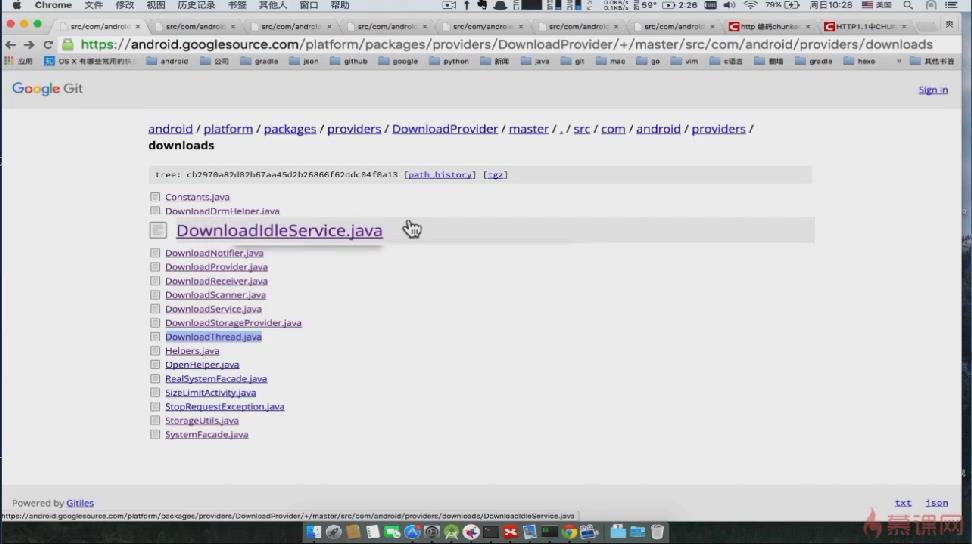 Chrome 文件 修改 视图 历史记录 书签 其他人 窗口 帮助 59° 2:26 79% 周日10:28 美国
src/com/android src/com/android src/com/android src/com/android src/com/android src/com/android src/com/android http 编码chunk HTTP1.1中CHU
https://android.googlesource.com/platform/packages/providers/DownloadProvider/+/master/src/com/android/providers/downloads
应用 OS X 有哪些常用的快 android 公司 gradle json github google python 新闻 java git mac go vim c语言 翻墙 gradle hexo » 其他书签
Google Git
Sign in
android / platform / packages / providers / DownloadProvider / master / . / src / com / android / providers /
downloads
[path history] [tgz]
Constants.java
DownloadDrmHelper.java
DownloadIdleService.java
DownloadNotifier.java
DownloadProvider.java
DownloadReceiver.java
DownloadScanner.java
DownloadService.java
DownloadStorageProvider.java
DownloadThread.java
Helpers.java
OpenHelper.java
RealSystemFacade.java
SizeLimitActivity.java
StopRequestException.java
StorageUtils.java
SystemFacade.java
Powered by Gitiles
txt json
https://android.googlesource.com/platform/packages/providers/DownloadProvider/+/master/src/com/android/providers/downloads/DownloadIdleService.java
慕课网